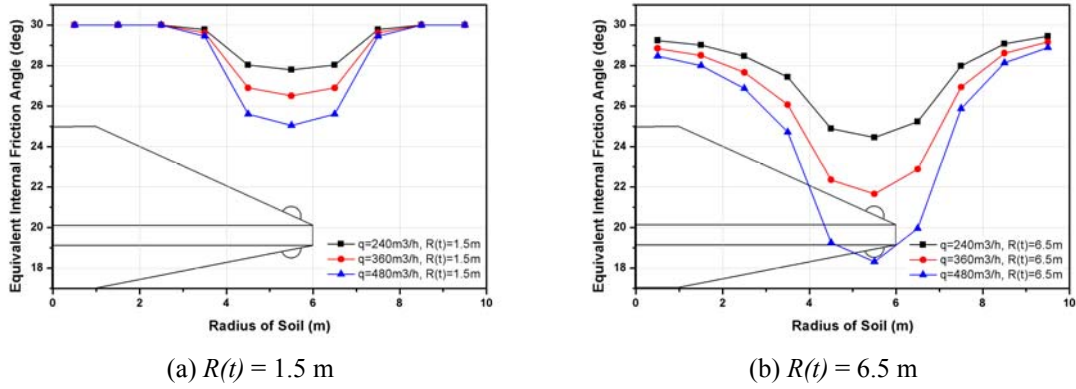 Equivalent Internal Friction Angle (deg)
30
28
26
24
22
20
18
q=240m3/h, R(t)=1.5m
q=360m3/h, R(t)=1.5m
q=480m3/h, R(t)=1.5m
0 2 4 6 8 10
Radius of Soil (m)
(a) R(t) = 1.5 m
Equivalent Internal Friction Angle (deg)
30
28
26
24
22
20
18
q=240m3/h, R(t)=6.5m
q=360m3/h, R(t)=6.5m
q=480m3/h, R(t)=6.5m
0 2 4 6 8 10
Radius of Soil (m)
(b) R(t) = 6.5 m